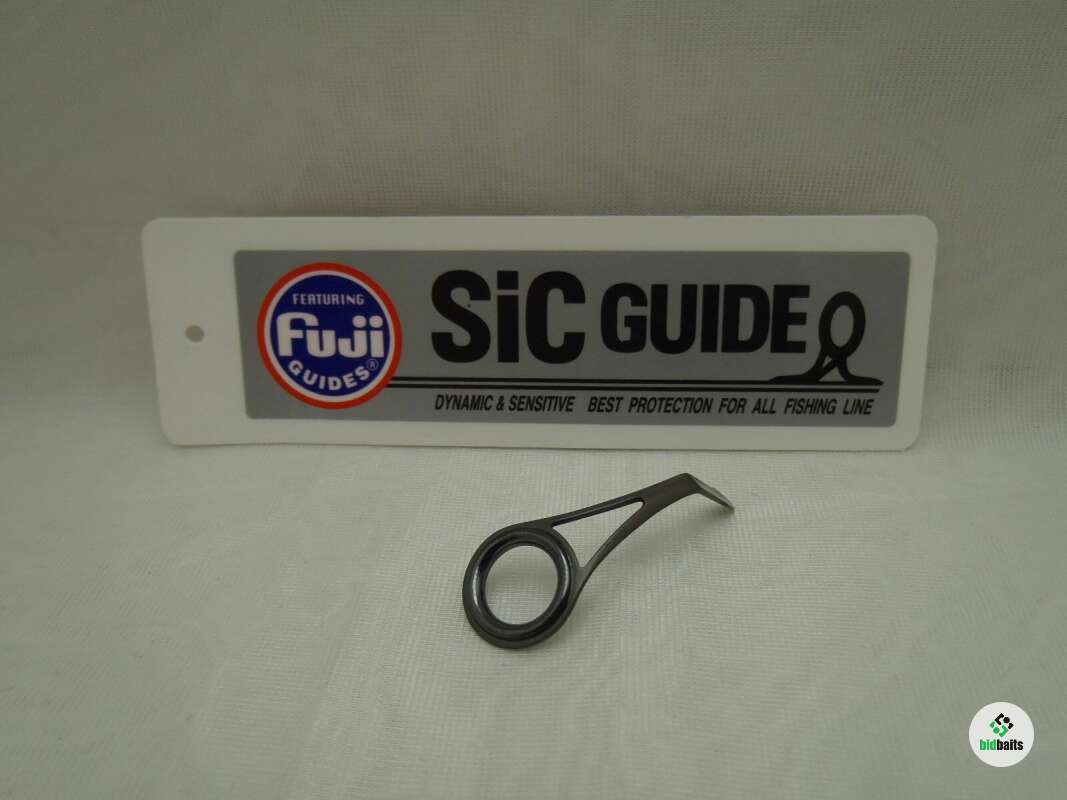 FEATURING
Fuji
GUIDES®
SiC GUIDE
DYNAMIC & SENSITIVE BEST PROTECTION FOR ALL FISHING LINE
bidbaits